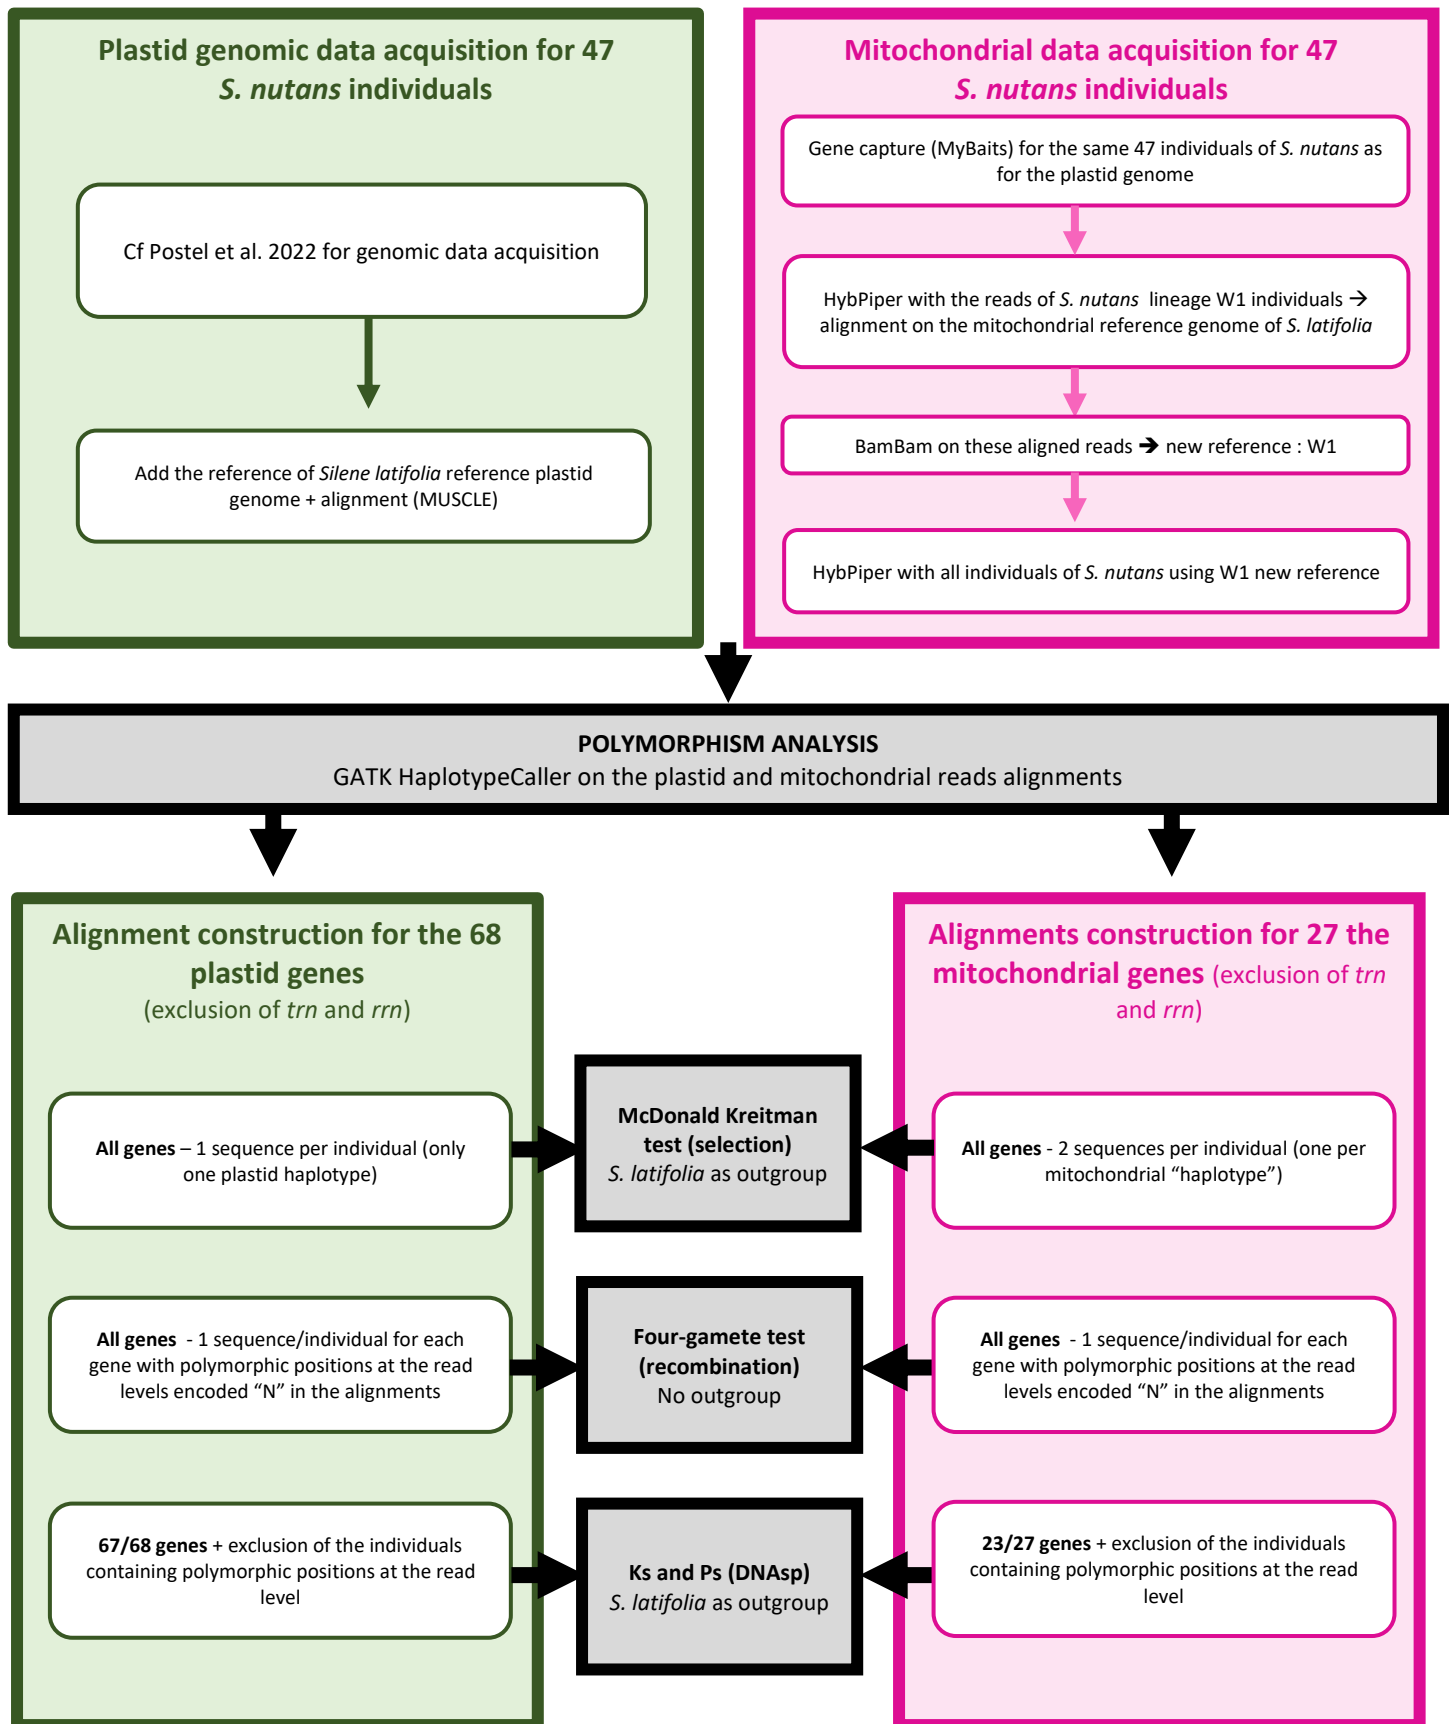 Plastid genomic data acquisition for 47
S. nutans individuals
Cf Postel et al. 2022 for genomic data acquisition
Add the reference of Silene latifolia reference plastid
genome + alignment (MUSCLE)
Mitochondrial data acquisition for 47
S. nutans individuals
Gene capture (MyBaits) for the same 47 individuals of S. nutans as
for the plastid genome
HybPiper with the reads of S. nutans lineage W1 individuals →
alignment on the mitochondrial reference genome of S. latifolia
BamBam on these aligned reads ➔ new reference : W1
HybPiper with all individuals of S. nutans using W1 new reference
POLYMORPHISM ANALYSIS
GATK HaplotypeCaller on the plastid and mitochondrial reads alignments
Alignment construction for the 68
plastid genes
(exclusion of trn and rrn)
All genes – 1 sequence per individual (only
one plastid haplotype)
All genes - 1 sequence/individual for each
gene with polymorphic positions at the read
levels encoded “N” in the alignments
67/68 genes + exclusion of the individuals
containing polymorphic positions at the read
level
McDonald Kreitman
test (selection)
S. latifolia as outgroup
Four-gamete test
(recombination)
No outgroup
Ks and Ps (DNAsp)
S. latifolia as outgroup
Alignments construction for 27 the
mitochondrial genes (exclusion of trn
and rrn)
All genes - 2 sequences per individual (one per
mitochondrial “haplotype”)
All genes - 1 sequence/individual for each
gene with polymorphic positions at the read
levels encoded “N” in the alignments
23/27 genes + exclusion of the individuals
containing polymorphic positions at the read
level